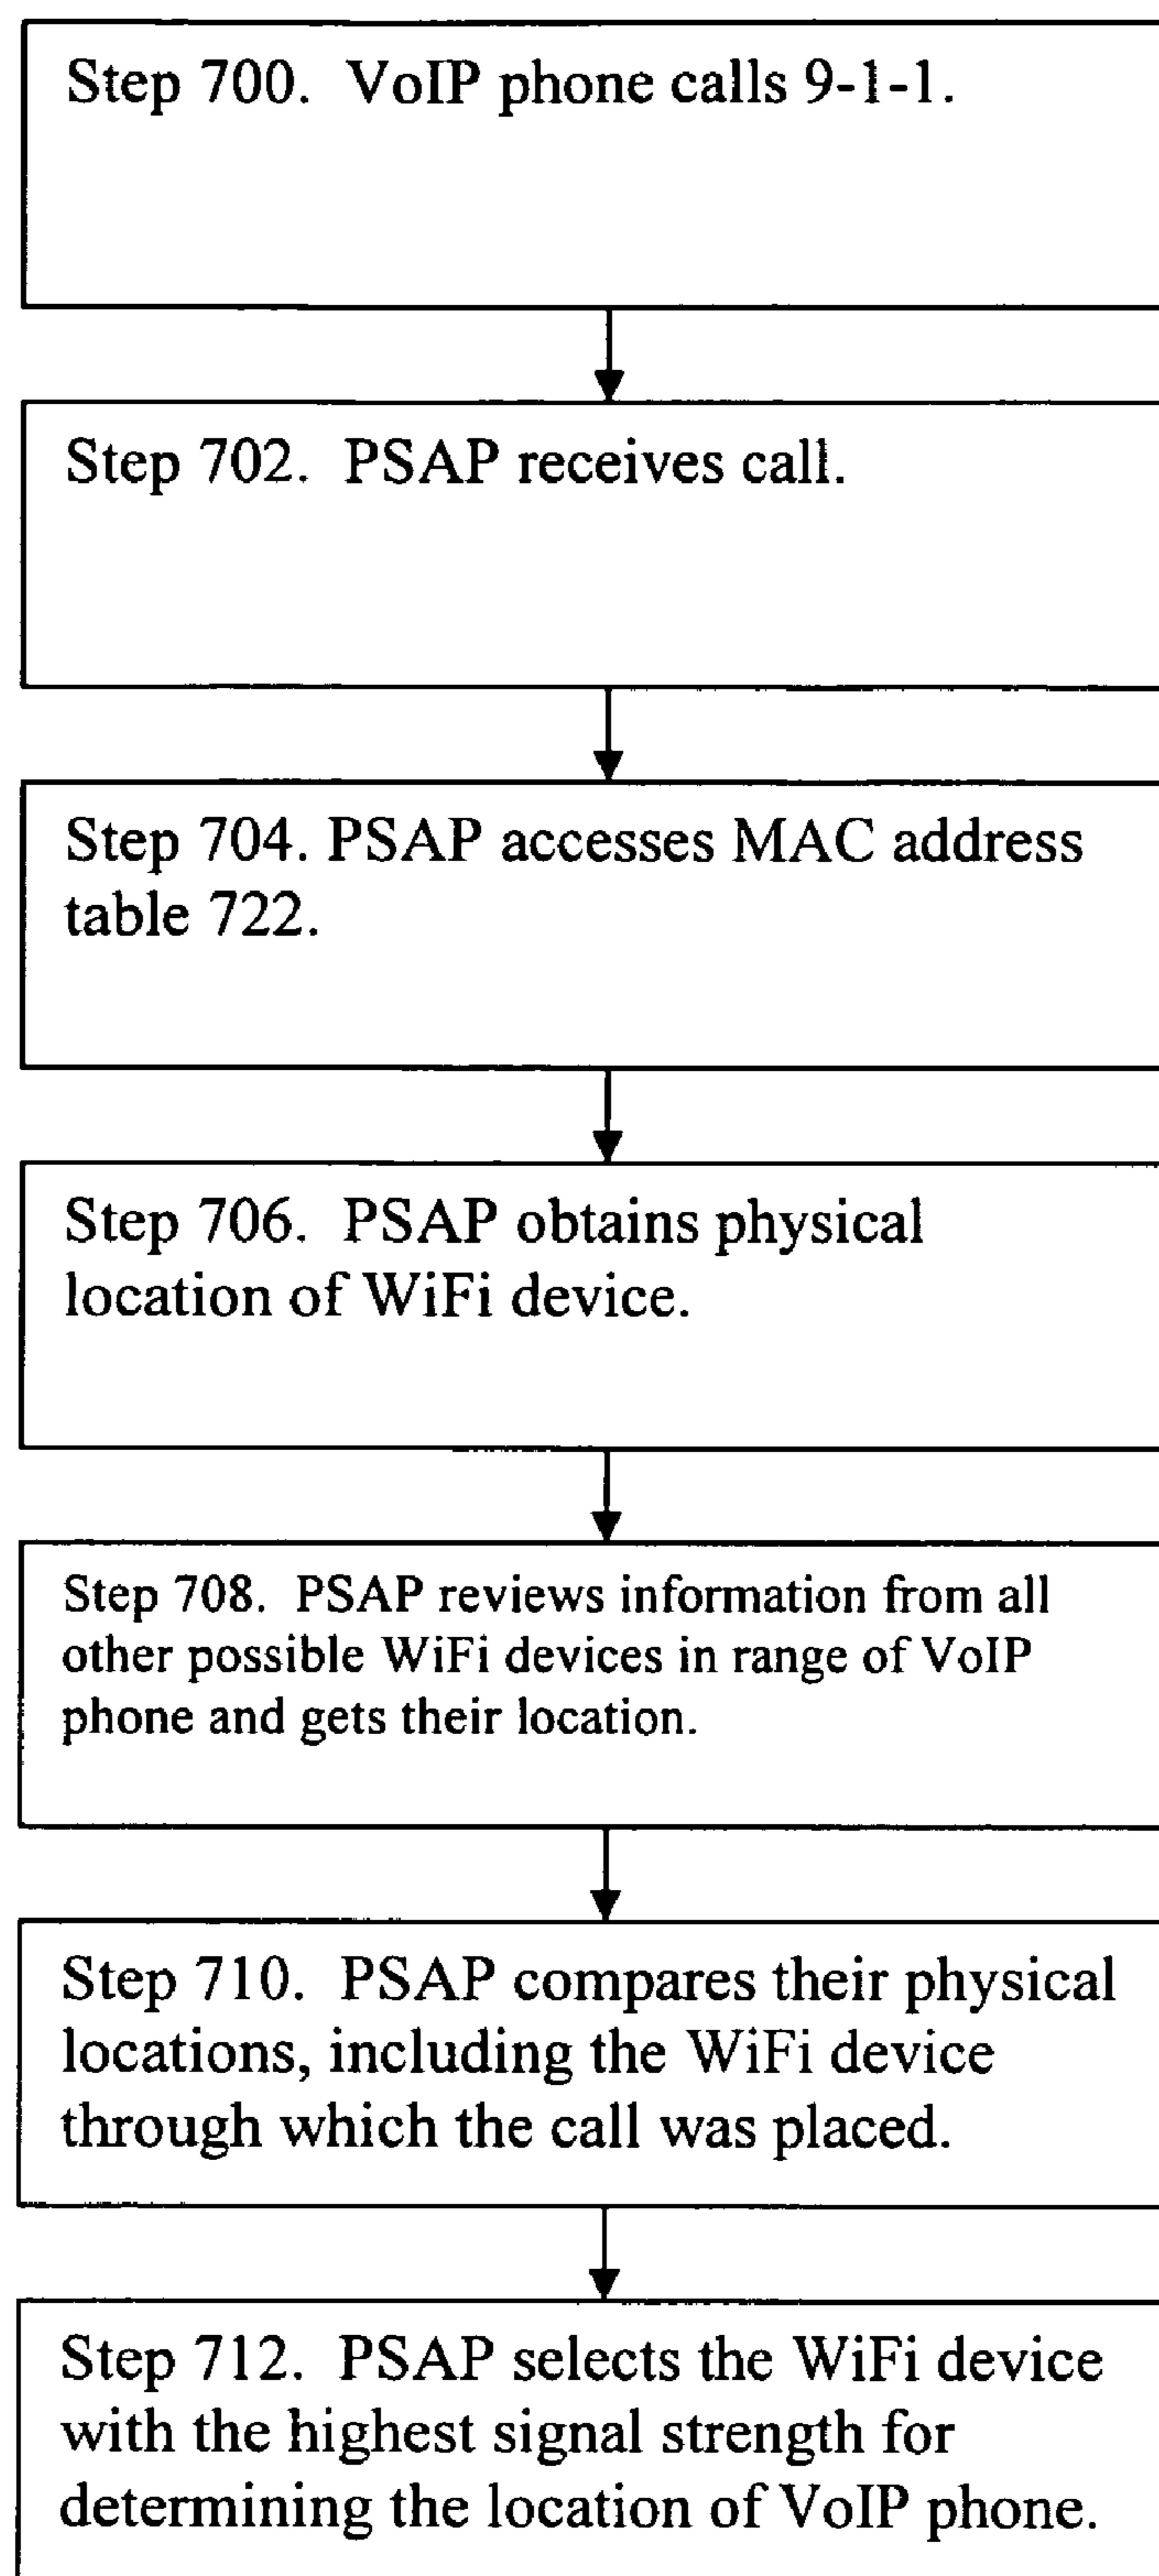 Step 700. VoIP phone calls 9-1-1.
Step 702. PSAP receives call.
Step 704. PSAP accesses MAC address
table 722.
Step 706. PSAP obtains physical
location of WiFi device.
Step 708. PSAP reviews information from all
other possible WiFi devices in range of VoIP
phone and gets their location.
Step 710. PSAP compares their physical
locations, including the WiFi device
through which the call was placed.
Step 712. PSAP selects the WiFi device
with the highest signal strength for
determining the location of VoIP phone.